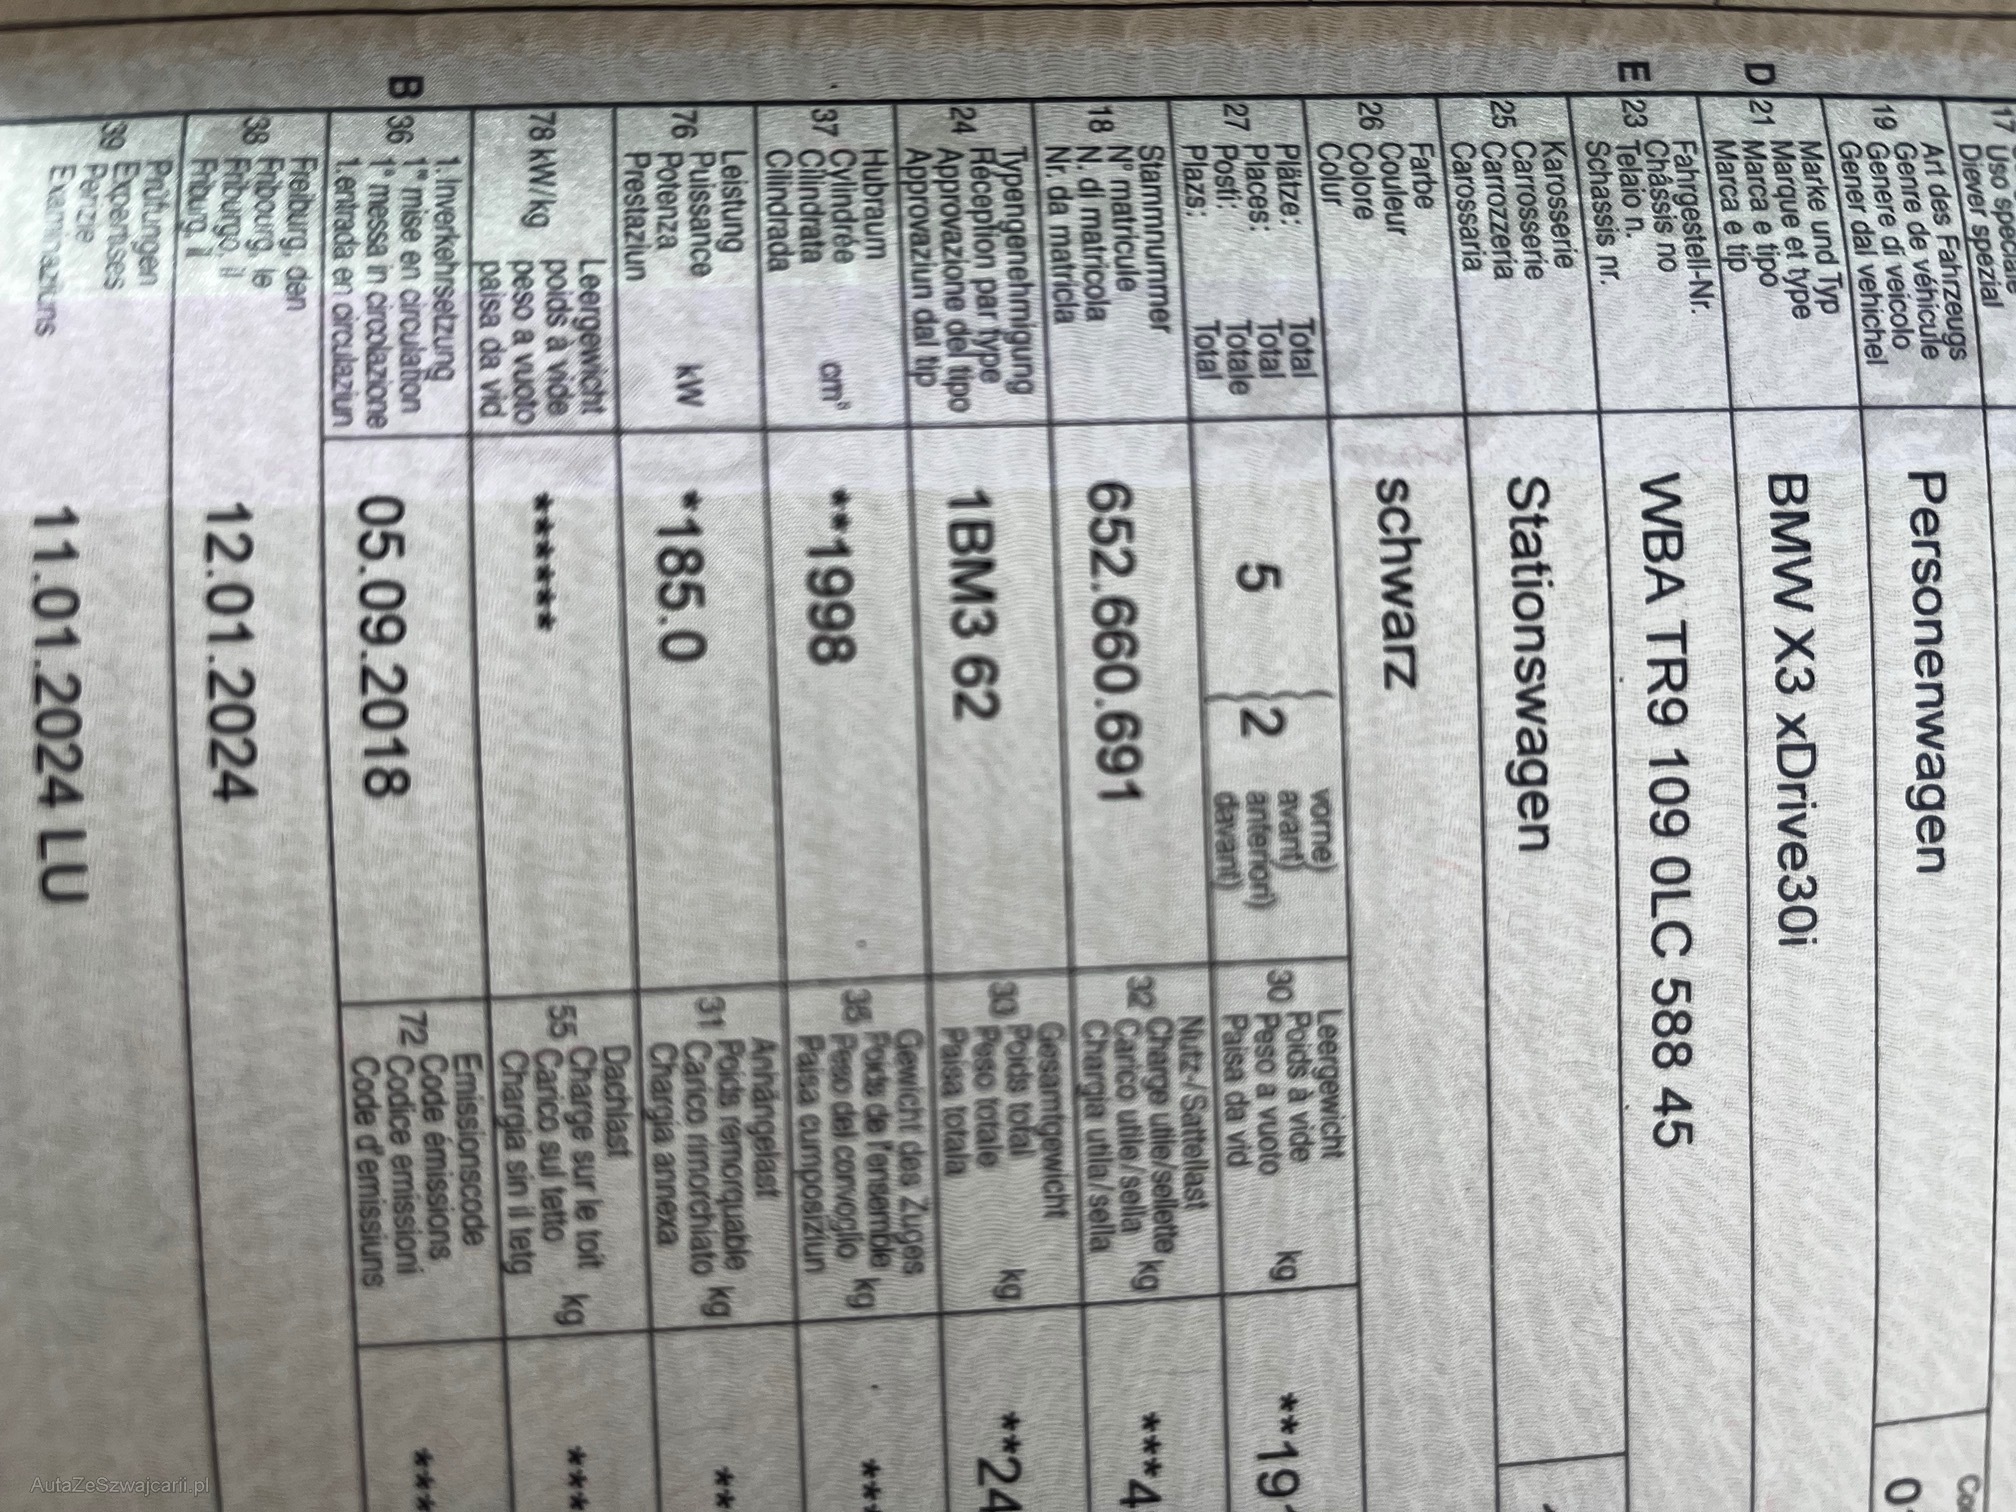 17 Uso speciale
Diever spezial
Art des Fahrzeugs
Genre de véhicule
19 Genere di veicolo
Gener dal vehichel
Personenwagen
D
Marke und Typ
Marque et type
21 Marca e tipo
Marca e tip
BMW X3 xDrive30i
E
Fahrgestell-Nr.
Châssis no
23 Telaio n.
Schassis nr.
WBA TR9 109 0LC 588 45
Karosserie
Carrosserie
25 Carrozzeria
Carossaria
Stationswagen
Farbe
Couleur
26 Colore
Colur
schwarz
Plätze: Total
Places: Total
27 Posti: Totale
Plazs: Total
5
2
vorne)
avant)
anteriori)
davant)
Leergewicht
Poids à vide
30 Peso a vuoto kg
Paisa da vid
**19
Stammnummer
N° matricule
18 N. di matricola
Nr. da matricla
652.660.691
Nutz-/Sattellast
Charge utile/sellette
32 Carico utile/sella kg
Chargia utila/sella
***4
Typengenehmigung
Réception par type
24 Approvazione del tipo
Approvaziun dal tip
1BM3 62
Gesamtgewicht
Poids total
33 Peso totale kg
Paisa totala
**24
Hubraum
Cylindrée
37 Cilindrata cm³
Cilindrada
**1998
Gewicht des Zuges
Poids de l'ensemble
35 Peso del convoglio kg
Paisa cumposiziun
***
Leistung
Puissance
76 Potenza kW
Prestaziun
*185.0
Anhängelast
Poids remorquable
31 Carico rimorchiato kg
Chargia annexa
**
Leergewicht
poids à vide
78 kW/kg peso a vuoto
paisa da vid
******
Dachlast
Charge sur le toit
55 Carico sul tetto kg
Chargia sin il tetg
***
B
1. Inverkehrsetzung
1re mise en circulation
36 1a messa in circolazione
1. entrada en circulaziun
05.09.2018
Emissionscode
Code émissions
72 Codice emissioni
Code d'emissiuns
***
Freiburg, den
Fribourg, le
38 Friburgo, il
Friburg, il
12.01.2024
Prüfungen
Expertises
39 Perizie
Examinaziuns
11.01.2024 LU
AutaZeSzwajcarii.pl